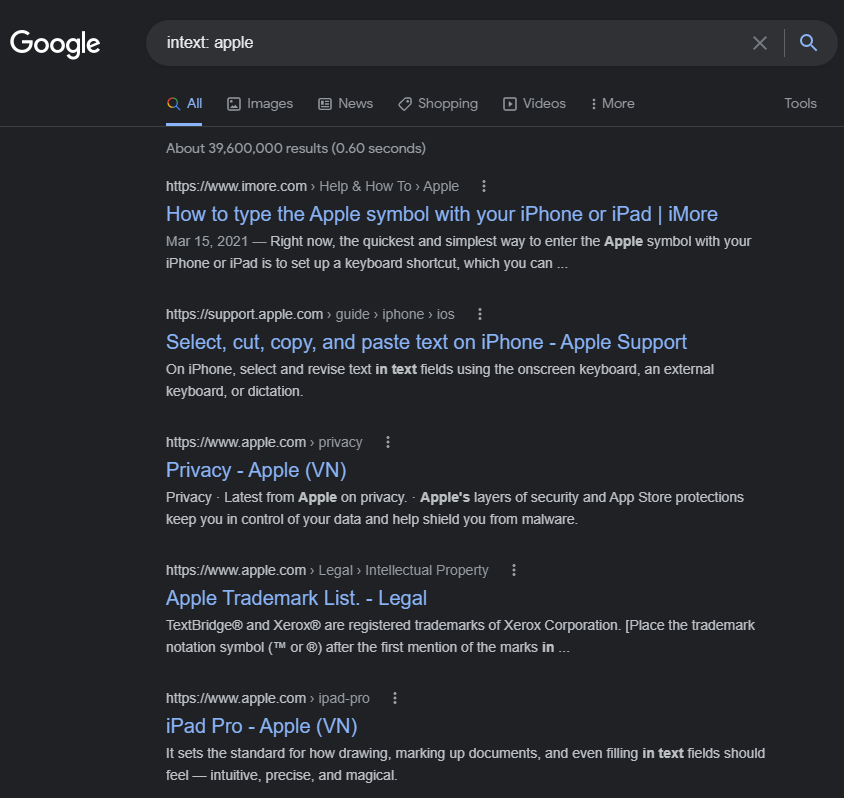 Google
intext: apple
All Images News Shopping Videos More Tools
About 39,600,000 results (0.60 seconds)
https://www.imore.com › Help & How To › Apple
How to type the Apple symbol with your iPhone or iPad | iMore
Mar 15, 2021 — Right now, the quickest and simplest way to enter the Apple symbol with your
iPhone or iPad is to set up a keyboard shortcut, which you can ...
https://support.apple.com › guide › iphone › ios
Select, cut, copy, and paste text on iPhone - Apple Support
On iPhone, select and revise text in text fields using the onscreen keyboard, an external
keyboard, or dictation.
https://www.apple.com › privacy
Privacy - Apple (VN)
Privacy · Latest from Apple on privacy. · Apple's layers of security and App Store protections
keep you in control of your data and help shield you from malware.
https://www.apple.com › Legal › Intellectual Property
Apple Trademark List. - Legal
TextBridge® and Xerox® are registered trademarks of Xerox Corporation. [Place the trademark
notation symbol (™ or ®) after the first mention of the marks in ...
https://www.apple.com › ipad-pro
iPad Pro - Apple (VN)
It sets the standard for how drawing, marking up documents, and even filling in text fields should
feel — intuitive, precise, and magical.